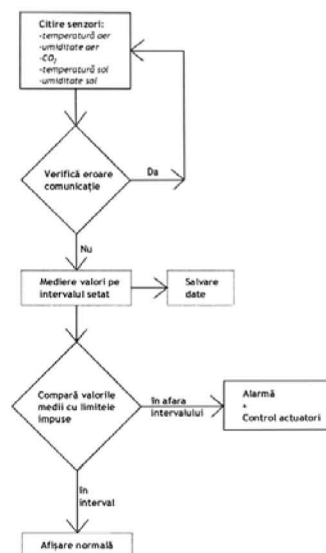 Citire senzori:
-temperatură aer
-umiditate aer
-CO₂
-temperatură sol
-umiditate sol
Verifică eroare
comunicație
Da
Nu
Mediere valori pe
intervalul setat
Salvare
date
Compară valorile
medii cu limitele
impuse
în afara
intervalului
Alarmă
+
Control actuatori
în
interval
Afișare normală